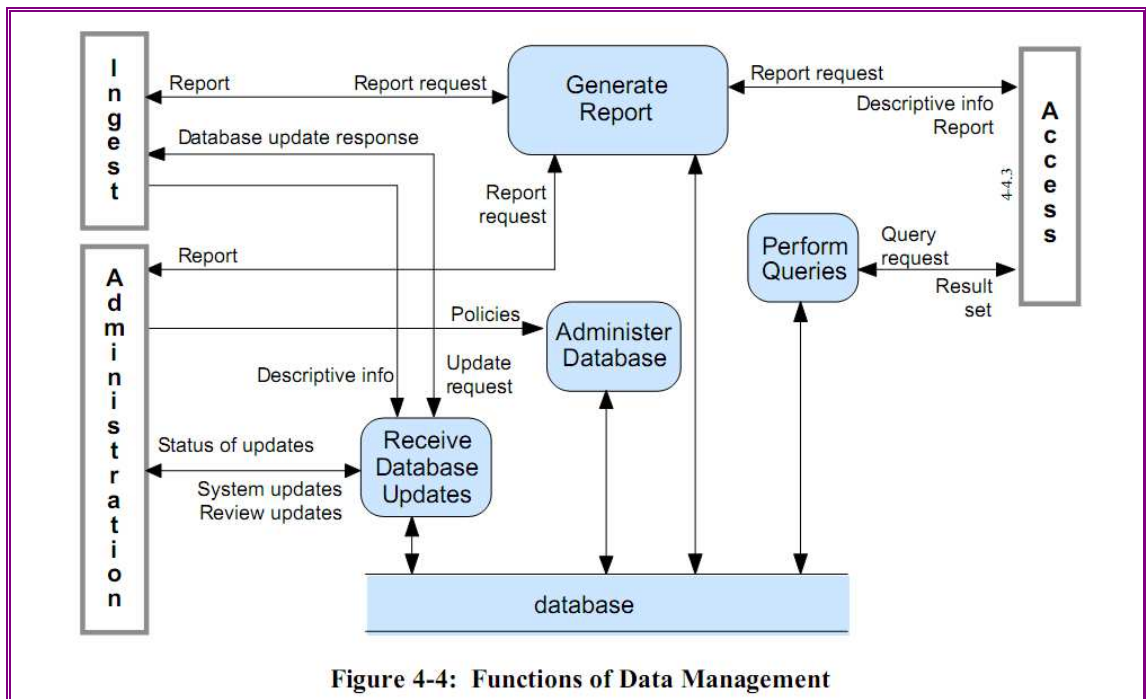 Ingest
Report
Report request
Generate
Report
Report request
Descriptive info
Report
Access
4-4.3
Database update response
Report
request
Administration
Report
Perform
Queries
Query
request
Result
set
Policies
Administer
Database
Descriptive info
Update
request
Status of updates
System updates
Review updates
Receive
Database
Updates
database
Figure 4-4: Functions of Data Management